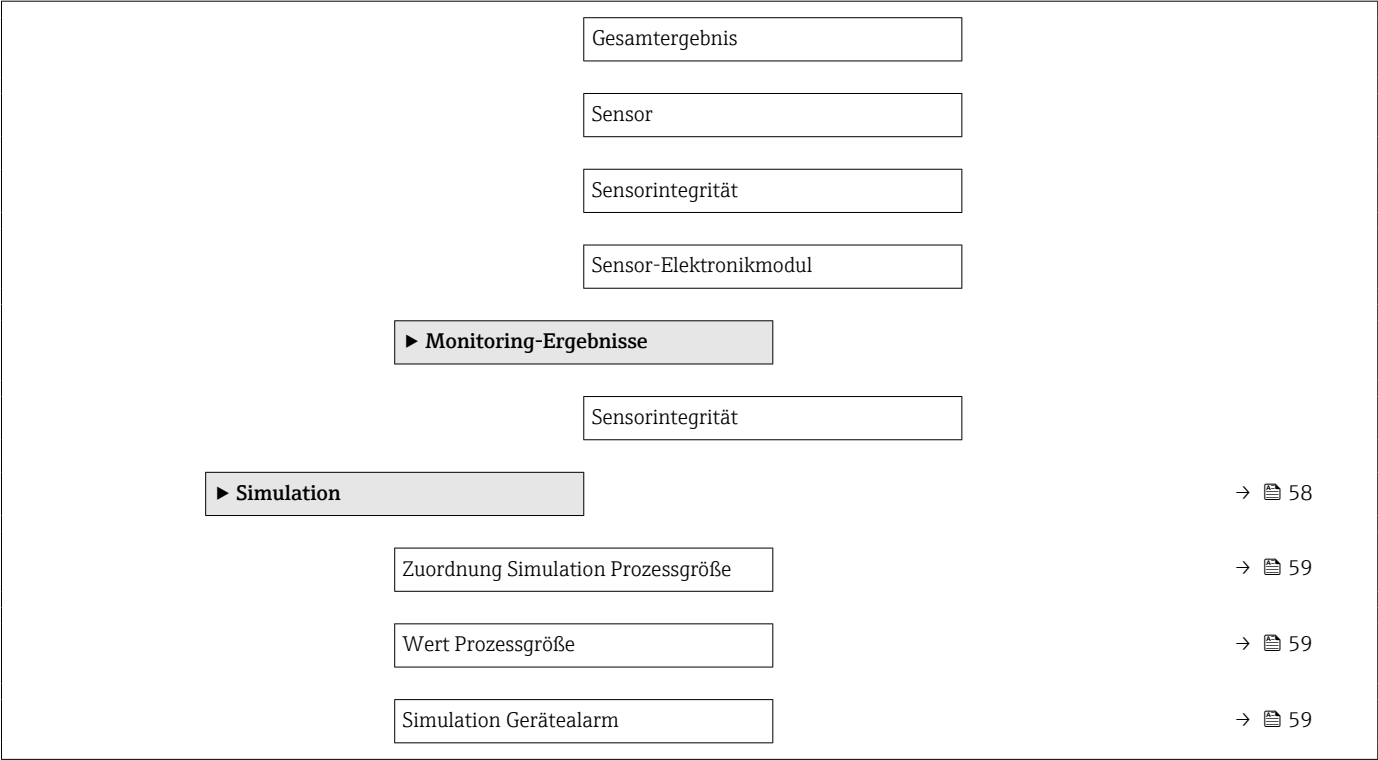 Gesamtergebnis
Sensor
Sensorintegrität
Sensor-Elektronikmodul
▶ Monitoring-Ergebnisse
Sensorintegrität
▶ Simulation → 58
Zuordnung Simulation Prozessgröße → 59
Wert Prozessgröße → 59
Simulation Gerätealarm → 59